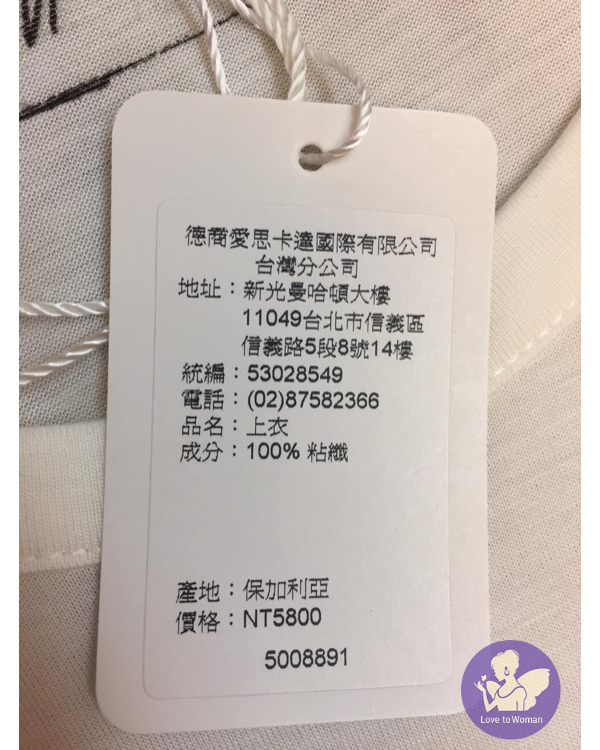 德商愛思卡達國際有限公司
台灣分公司
地址：新光曼哈頓大樓
11049台北市信義區
信義路5段8號14樓
統編：53028549
電話：(02)87582366
品名：上衣
成分：100% 粘纖
產地：保加利亞
價格：NT5800
5008891
Love to Woman